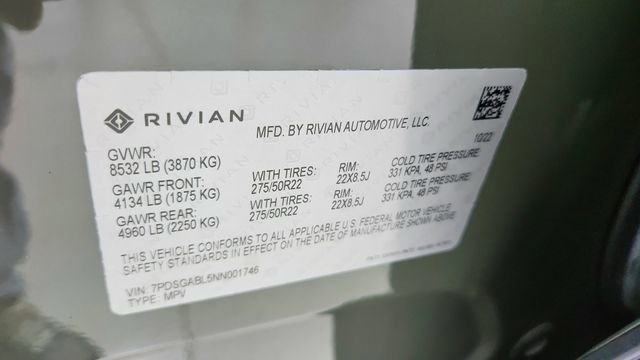 RIVIAN
MFD. BY RIVIAN AUTOMOTIVE, LLC.
10/22
GVWR:
8532 LB (3870 KG)
GAWR FRONT: WITH TIRES: RIM: COLD TIRE PRESSURE:
4134 LB (1875 KG) 275/50R22 22X8.5J 331 KPA, 48 PSI
GAWR REAR: WITH TIRES: RIM: COLD TIRE PRESSURE:
4960 LB (2250 KG) 275/50R22 22X8.5J 331 KPA, 48 PSI
THIS VEHICLE CONFORMS TO ALL APPLICABLE U.S. FEDERAL MOTOR VEHICLE
SAFETY STANDARDS IN EFFECT ON THE DATE OF MANUFACTURE SHOWN ABOVE
VIN: 7PDSGABL5NN001746
TYPE: MPV